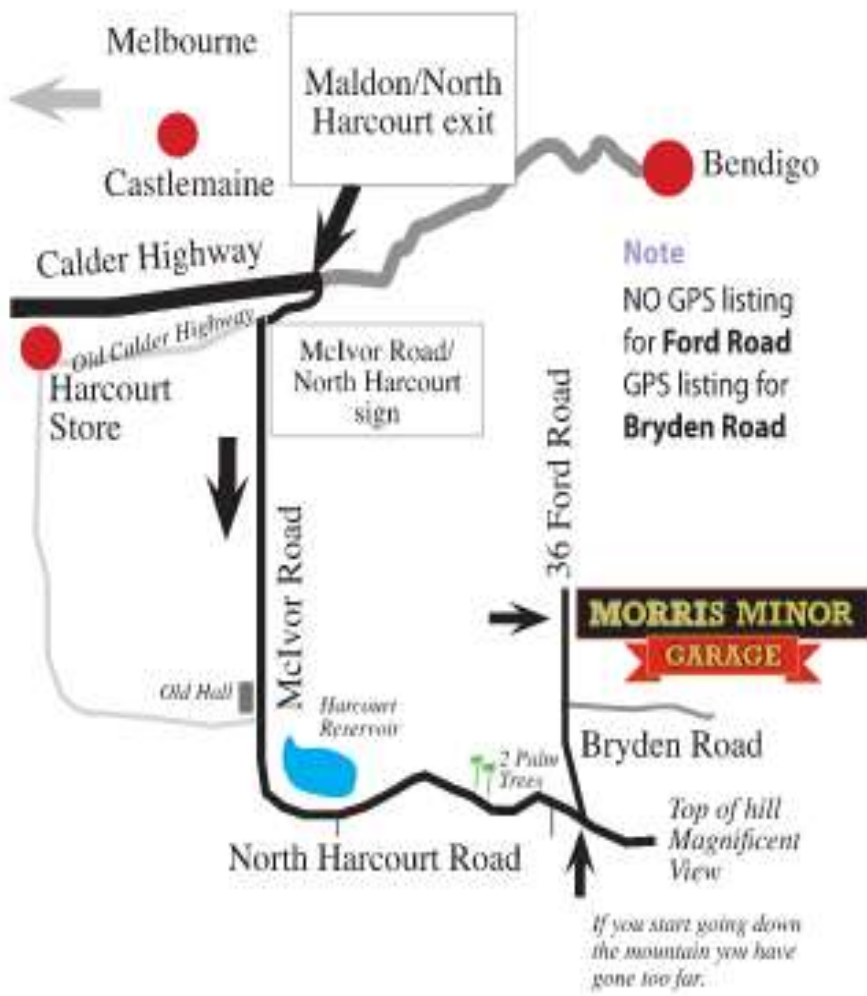 Melbourne
Maldon/North
Harcourt exit
Castlemaine
Bendigo
Calder Highway
Note
NO GPS listing
for Ford Road
GPS listing for
Bryden Road
Old Calder Highway
Harcourt
Store
McIvor Road/
North Harcourt
sign
36 Ford Road
McIvor Road
MORRIS MINOR
GARAGE
Old Hall
Harcourt
Reservoir
2 Palm
Trees
Bryden Road
Top of hill
Magnificent
View
North Harcourt Road
If you start going down
the mountain you have
gone too far.